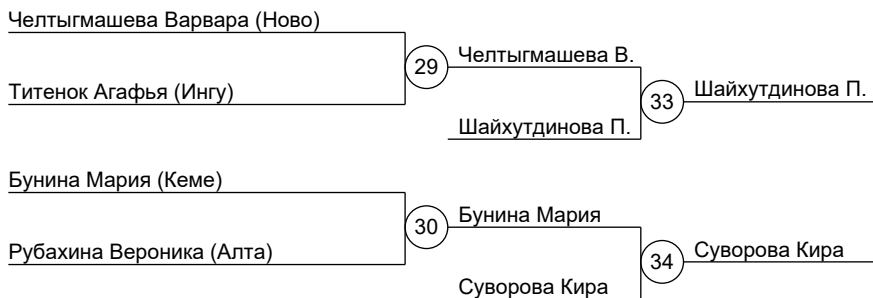 Челтыгмашева Варвара (Ново)
29
Челтыгмашева В.
Титенок Агафья (Ингу)
33
Шайхутдинова П.
Шайхутдинова П.
Бунина Мария (Кеме)
30
Бунина Мария
Рубахина Вероника (Алта)
34
Суворова Кира
Суворова Кира